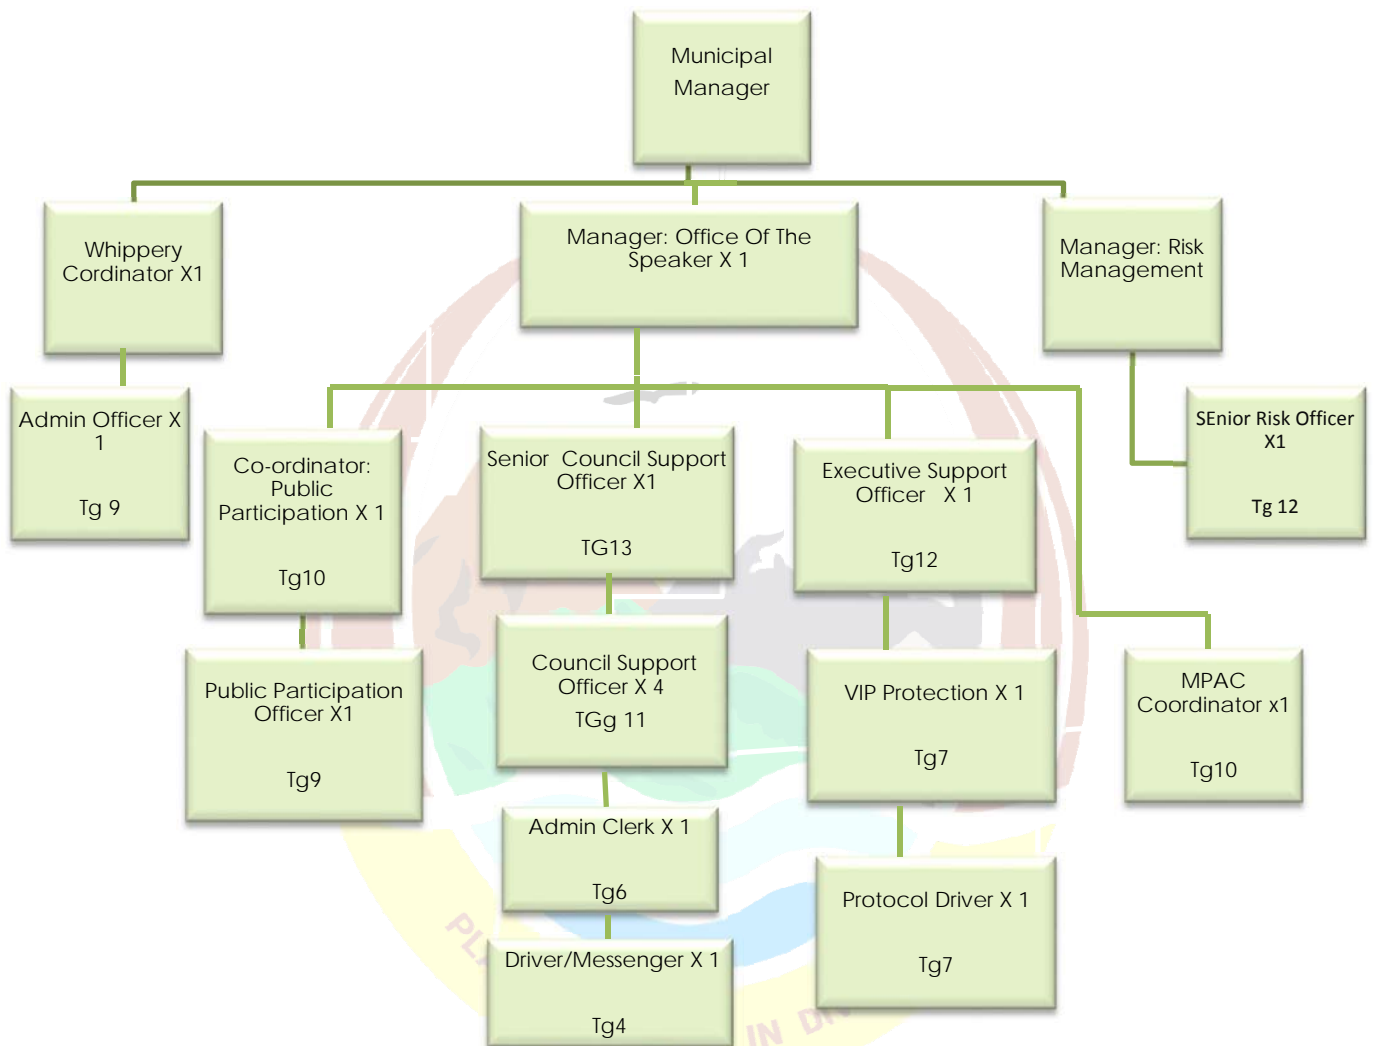 Municipal
Manager
Whippery
Cordinator X1
Manager: Office Of The
Speaker X 1
Manager: Risk
Management
Admin Officer X
1
Tg 9
Co-ordinator:
Public
Participation X 1
Tg10
Senior Council Support
Officer X1
TG13
Executive Support
Officer X 1
Tg12
SEnior Risk Officer
X1
Tg 12
Public Participation
Officer X1
Tg9
Council Support
Officer X 4
TGg 11
VIP Protection X 1
Tg7
MPAC
Coordinator x1
Tg10
Admin Clerk X 1
Tg6
Protocol Driver X 1
Tg7
Driver/Messenger X 1
Tg4
IN